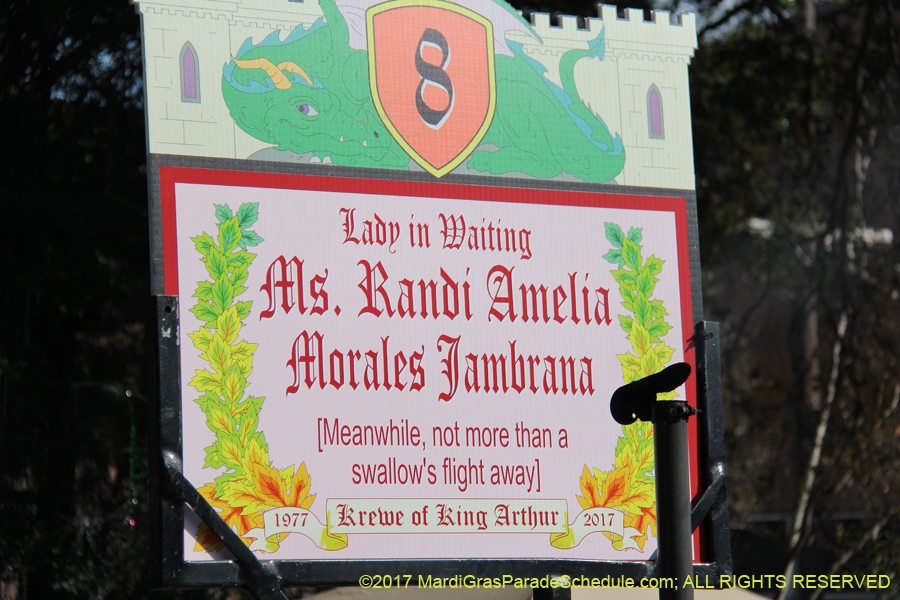 8
Lady in Waiting
Ms. Randi Amelia
Morales Jambrana
[Meanwhile, not more than a
swallow's flight away]
1977 Krewe of King Arthur 2017
©2017 MardiGrasParadeSchedule.com ALL RIGHTS RESERVED